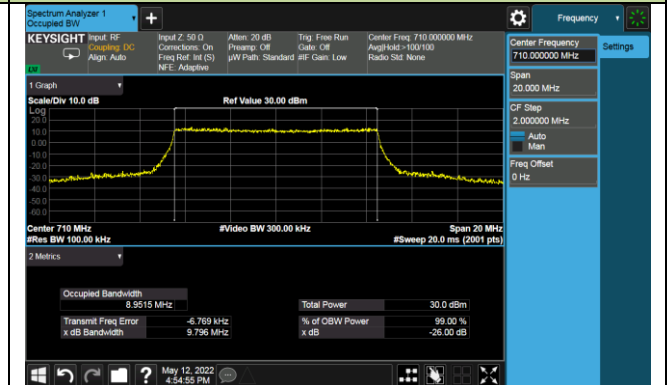 Spectrum Analyzer 1
Occupied BW
+
Frequency
KEYSIGHT
Input: RF
Coupling: DC
Align: Auto
Input Z: 50 Ω
Corrections: On
Freq Ref: Int (S)
NFE: Adaptive
Atten: 20 dB
Preamp: Off
µW Path: Standard
Trig: Free Run
Gate: Off
#IF Gain: Low
Center Freq: 710.000000 MHz
Avg|Hold:>100/100
Radio Std: None
Center Frequency
710.000000 MHz
Settings
Span
20.000 MHz
CF Step
2.000000 MHz
Auto
Man
Freq Offset
0 Hz
1 Graph
Scale/Div 10.0 dB
Ref Value 30.00 dBm
Log
20.0
10.0
0.00
-10.0
-20.0
-30.0
-40.0
-50.0
-60.0
Center 710 MHz
#Video BW 300.00 kHz
Span 20 MHz
#Res BW 100.00 kHz
#Sweep 20.0 ms (2001 pts)
2 Metrics
Occupied Bandwidth
8.9515 MHz
Total Power
30.0 dBm
Transmit Freq Error
-6.769 kHz
% of OBW Power
99.00 %
x dB Bandwidth
9.796 MHz
x dB
-26.00 dB
?
May 12, 2022
4:54:55 PM